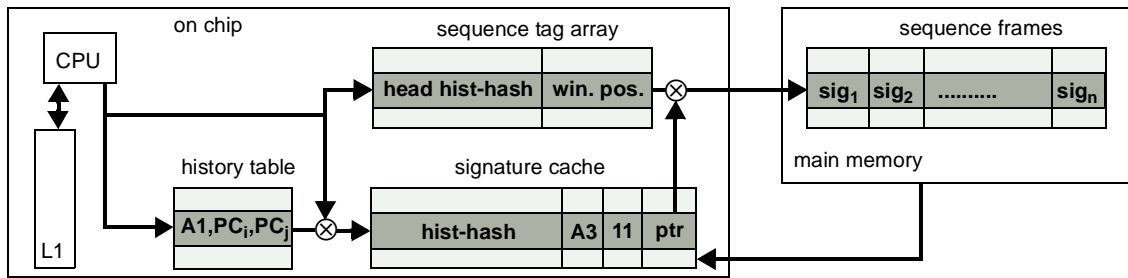 on chip
CPU
L1
sequence tag array
head hist-hash win. pos.
history table
A1,PCi,PCj
signature cache
hist-hash A3 11 ptr
sequence frames
sig1 sig2 .......... sign
main memory